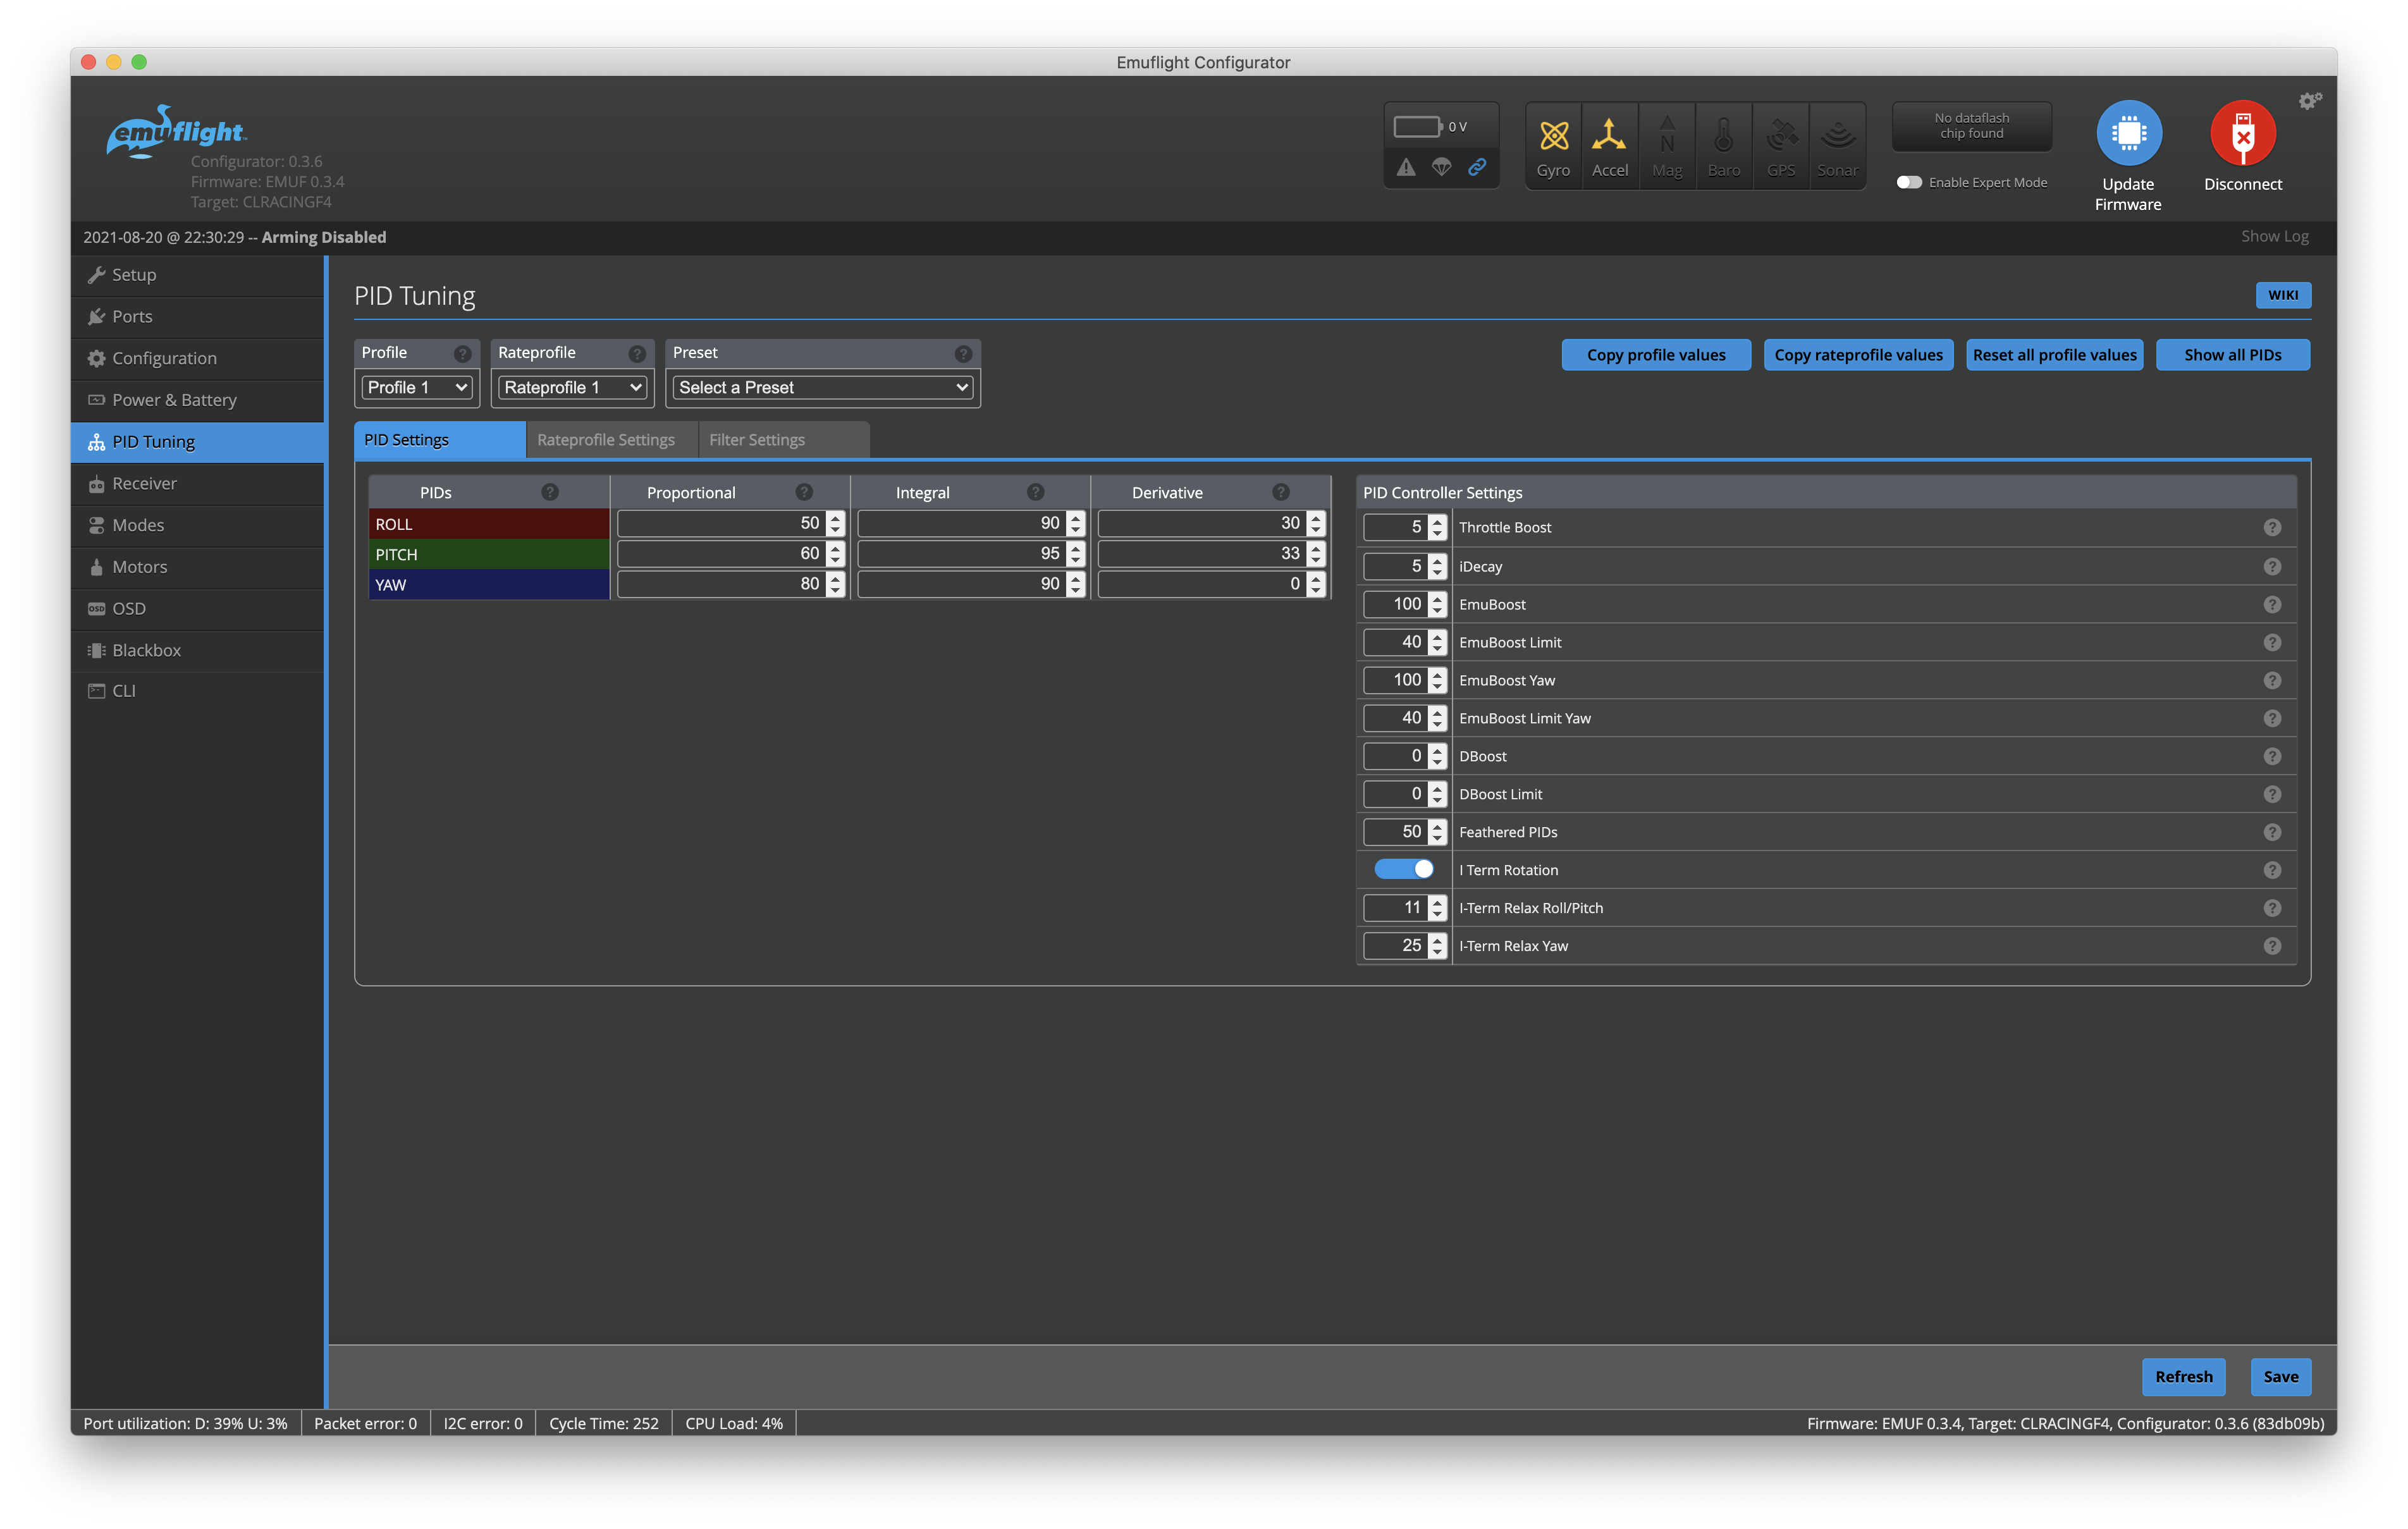 Emuflight Configurator
emuflight
Configurator: 0.3.6
Firmware: EMUF 0.3.4
Target: CLRACINGF4
0 V
Gyro
Accel
N
Mag
Baro
GPS
Sonar
No dataflash
chip found
Enable Expert Mode
Update
Firmware
Disconnect
2021-08-20 @ 22:30:29 -- Arming Disabled
Show Log
Setup
Ports
Configuration
Power & Battery
PID Tuning
Receiver
Modes
Motors
OSD
OSD
Blackbox
CLI
PID Tuning
WIKI
Profile ?
Profile 1
Rateprofile ?
Rateprofile 1
Preset ?
Select a Preset
Copy profile values
Copy rateprofile values
Reset all profile values
Show all PIDs
PID Settings
Rateprofile Settings
Filter Settings
PIDs ? Proportional ? Integral ? Derivative ?
ROLL 50 90 30
PITCH 60 95 33
YAW 80 90 0
PID Controller Settings
5 Throttle Boost ?
5 iDecay ?
100 EmuBoost ?
40 EmuBoost Limit ?
100 EmuBoost Yaw ?
40 EmuBoost Limit Yaw ?
0 DBoost ?
0 DBoost Limit ?
50 Feathered PIDs ?
I Term Rotation ?
11 I-Term Relax Roll/Pitch ?
25 I-Term Relax Yaw ?
Refresh
Save
Port utilization: D: 39% U: 3%
Packet error: 0
I2C error: 0
Cycle Time: 252
CPU Load: 4%
Firmware: EMUF 0.3.4, Target: CLRACINGF4, Configurator: 0.3.6 (83db09b)